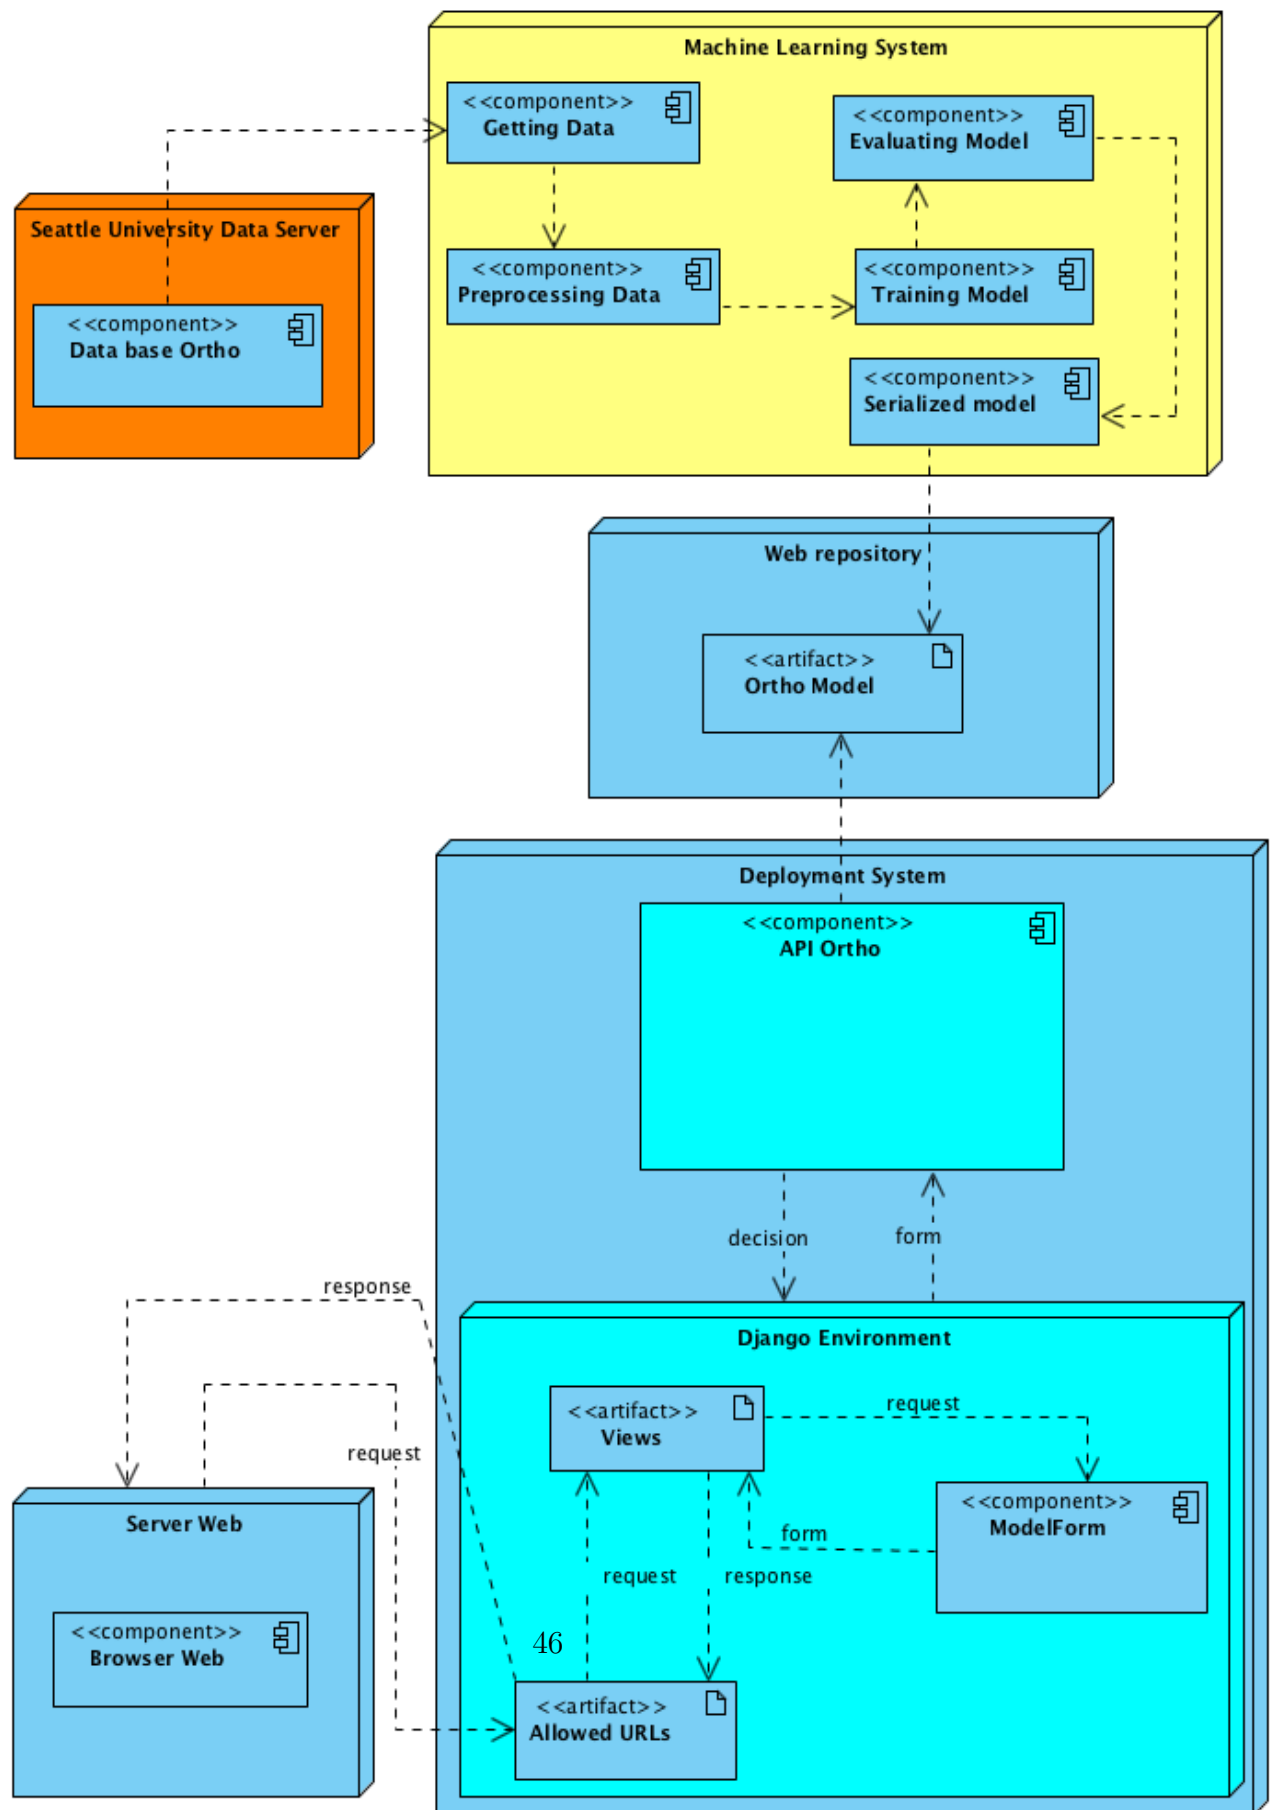 Machine Learning System
<<component>>
Getting Data
<<component>>
Evaluating Model
Seattle University Data Server
<<component>>
Data base Ortho
<<component>>
Preprocessing Data
<<component>>
Training Model
<<component>>
Serialized model
Web repository
<<artifact>>
Ortho Model
Deployment System
<<component>>
API Ortho
decision
form
response
request
Django Environment
<<artifact>>
Views
request
<<component>>
ModelForm
form
request
response
Server Web
<<component>>
Browser Web
46
<<artifact>>
Allowed URLs